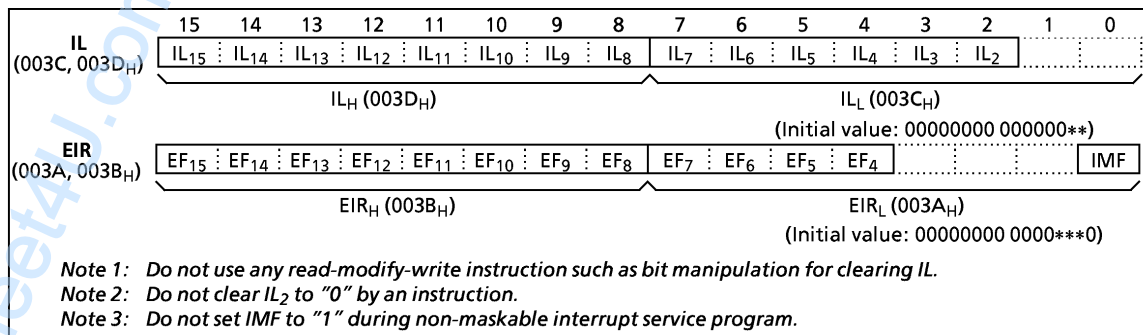 15 14 13 12 11 10 9 8 7 6 5 4 3 2 1 0
IL
(003C, 003DH)
IL15 IL14 IL13 IL12 IL11 IL10 IL9 IL8 IL7 IL6 IL5 IL4 IL3 IL2
ILH (003DH) ILL (003CH)
(Initial value: 00000000 000000**)
EIR
(003A, 003BH)
EF15 EF14 EF13 EF12 EF11 EF10 EF9 EF8 EF7 EF6 EF5 EF4 IMF
EIRH (003BH) EIRL (003AH)
(Initial value: 00000000 0000***0)
Note 1: Do not use any read-modify-write instruction such as bit manipulation for clearing IL.
Note 2: Do not clear IL2 to "0" by an instruction.
Note 3: Do not set IMF to "1" during non-maskable interrupt service program.
eet4U.com